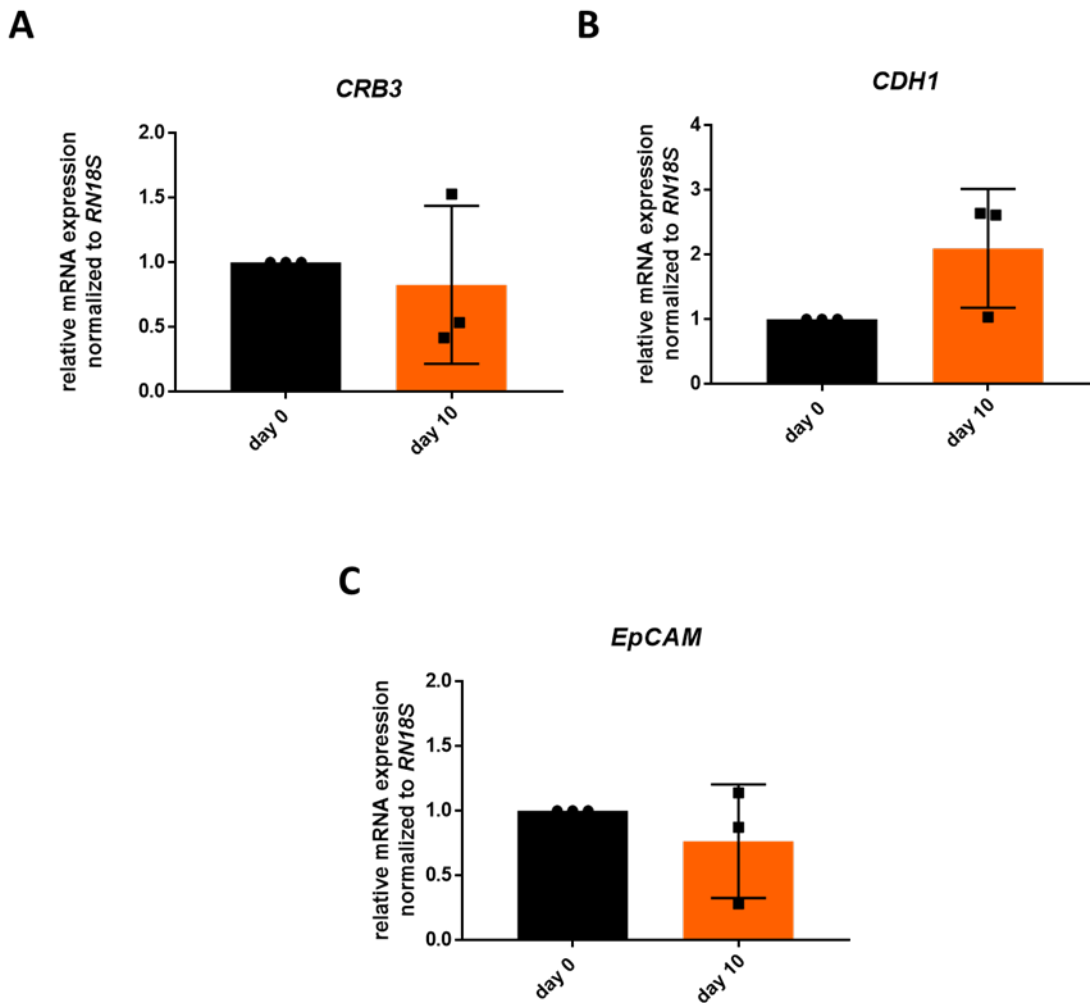 A
CRB3
relative mRNA expression
normalized to RN18S
2.0
1.5
1.0
0.5
0.0
day 0
day 10
B
CDH1
relative mRNA expression
normalized to RN18S
4
3
2
1
0
day 0
day 10
C
EpCAM
relative mRNA expression
normalized to RN18S
2.0
1.5
1.0
0.5
0.0
day 0
day 10